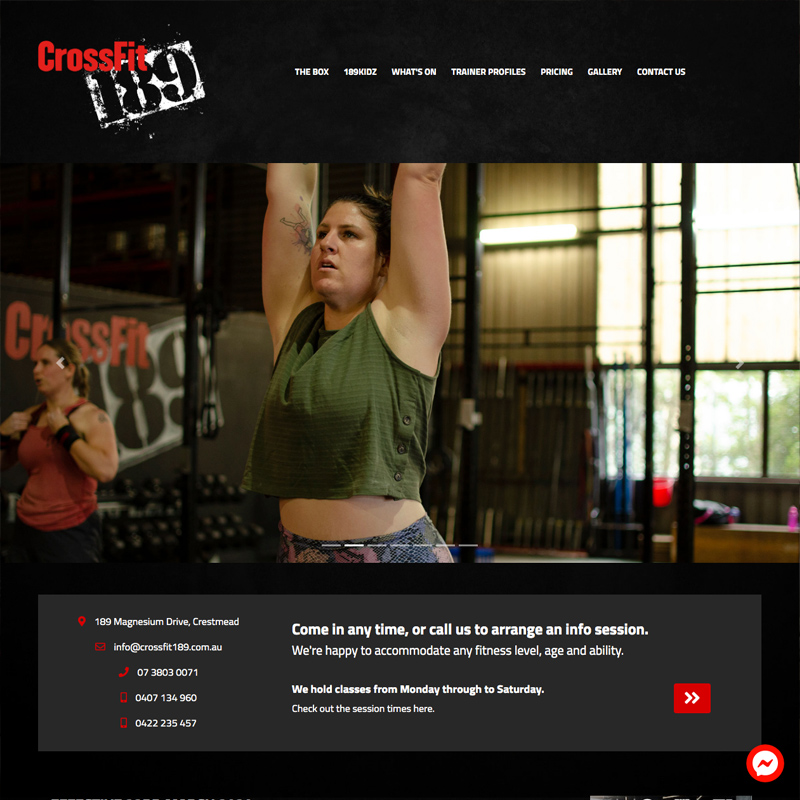 CrossFit
189
THE BOX 189KIDZ WHAT'S ON TRAINER PROFILES PRICING GALLERY CONTACT US
CrossFit
189
189 Magnesium Drive, Crestmead
info@crossfit189.com.au
07 3803 0071
0407 134 960
0422 235 457
Come in any time, or call us to arrange an info session.
We're happy to accommodate any fitness level, age and ability.
We hold classes from Monday through to Saturday.
Check out the session times here.